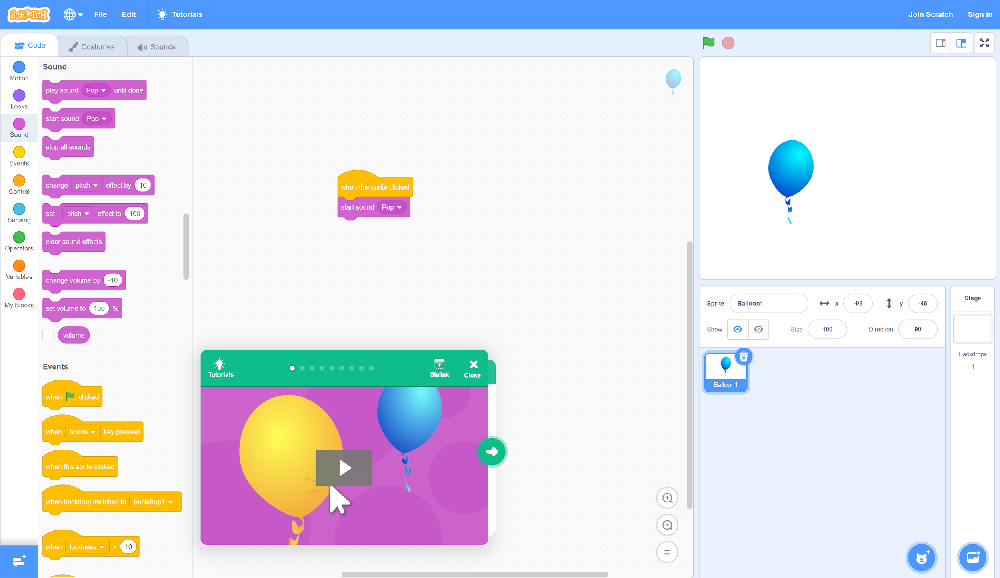 SCRATCH File Edit Tutorials Join Scratch Sign in
Code Costumes Sounds
Motion
Looks
Sound
Events
Control
Sensing
Operators
Variables
My Blocks
Sound
play sound Pop until done
start sound Pop
stop all sounds
change pitch effect by 10
set pitch effect to 100
clear sound effects
change volume by -10
set volume to 100 %
volume
Events
when clicked
when space key pressed
when this sprite clicked
when backdrop switches to backdrop1
when loudness > 10
when this sprite clicked
start sound Pop
Tutorials Shrink Close
Sprite Balloon1 x -99 y -46
Show Size 100 Direction 90
Balloon1
Stage
Backdrops
1